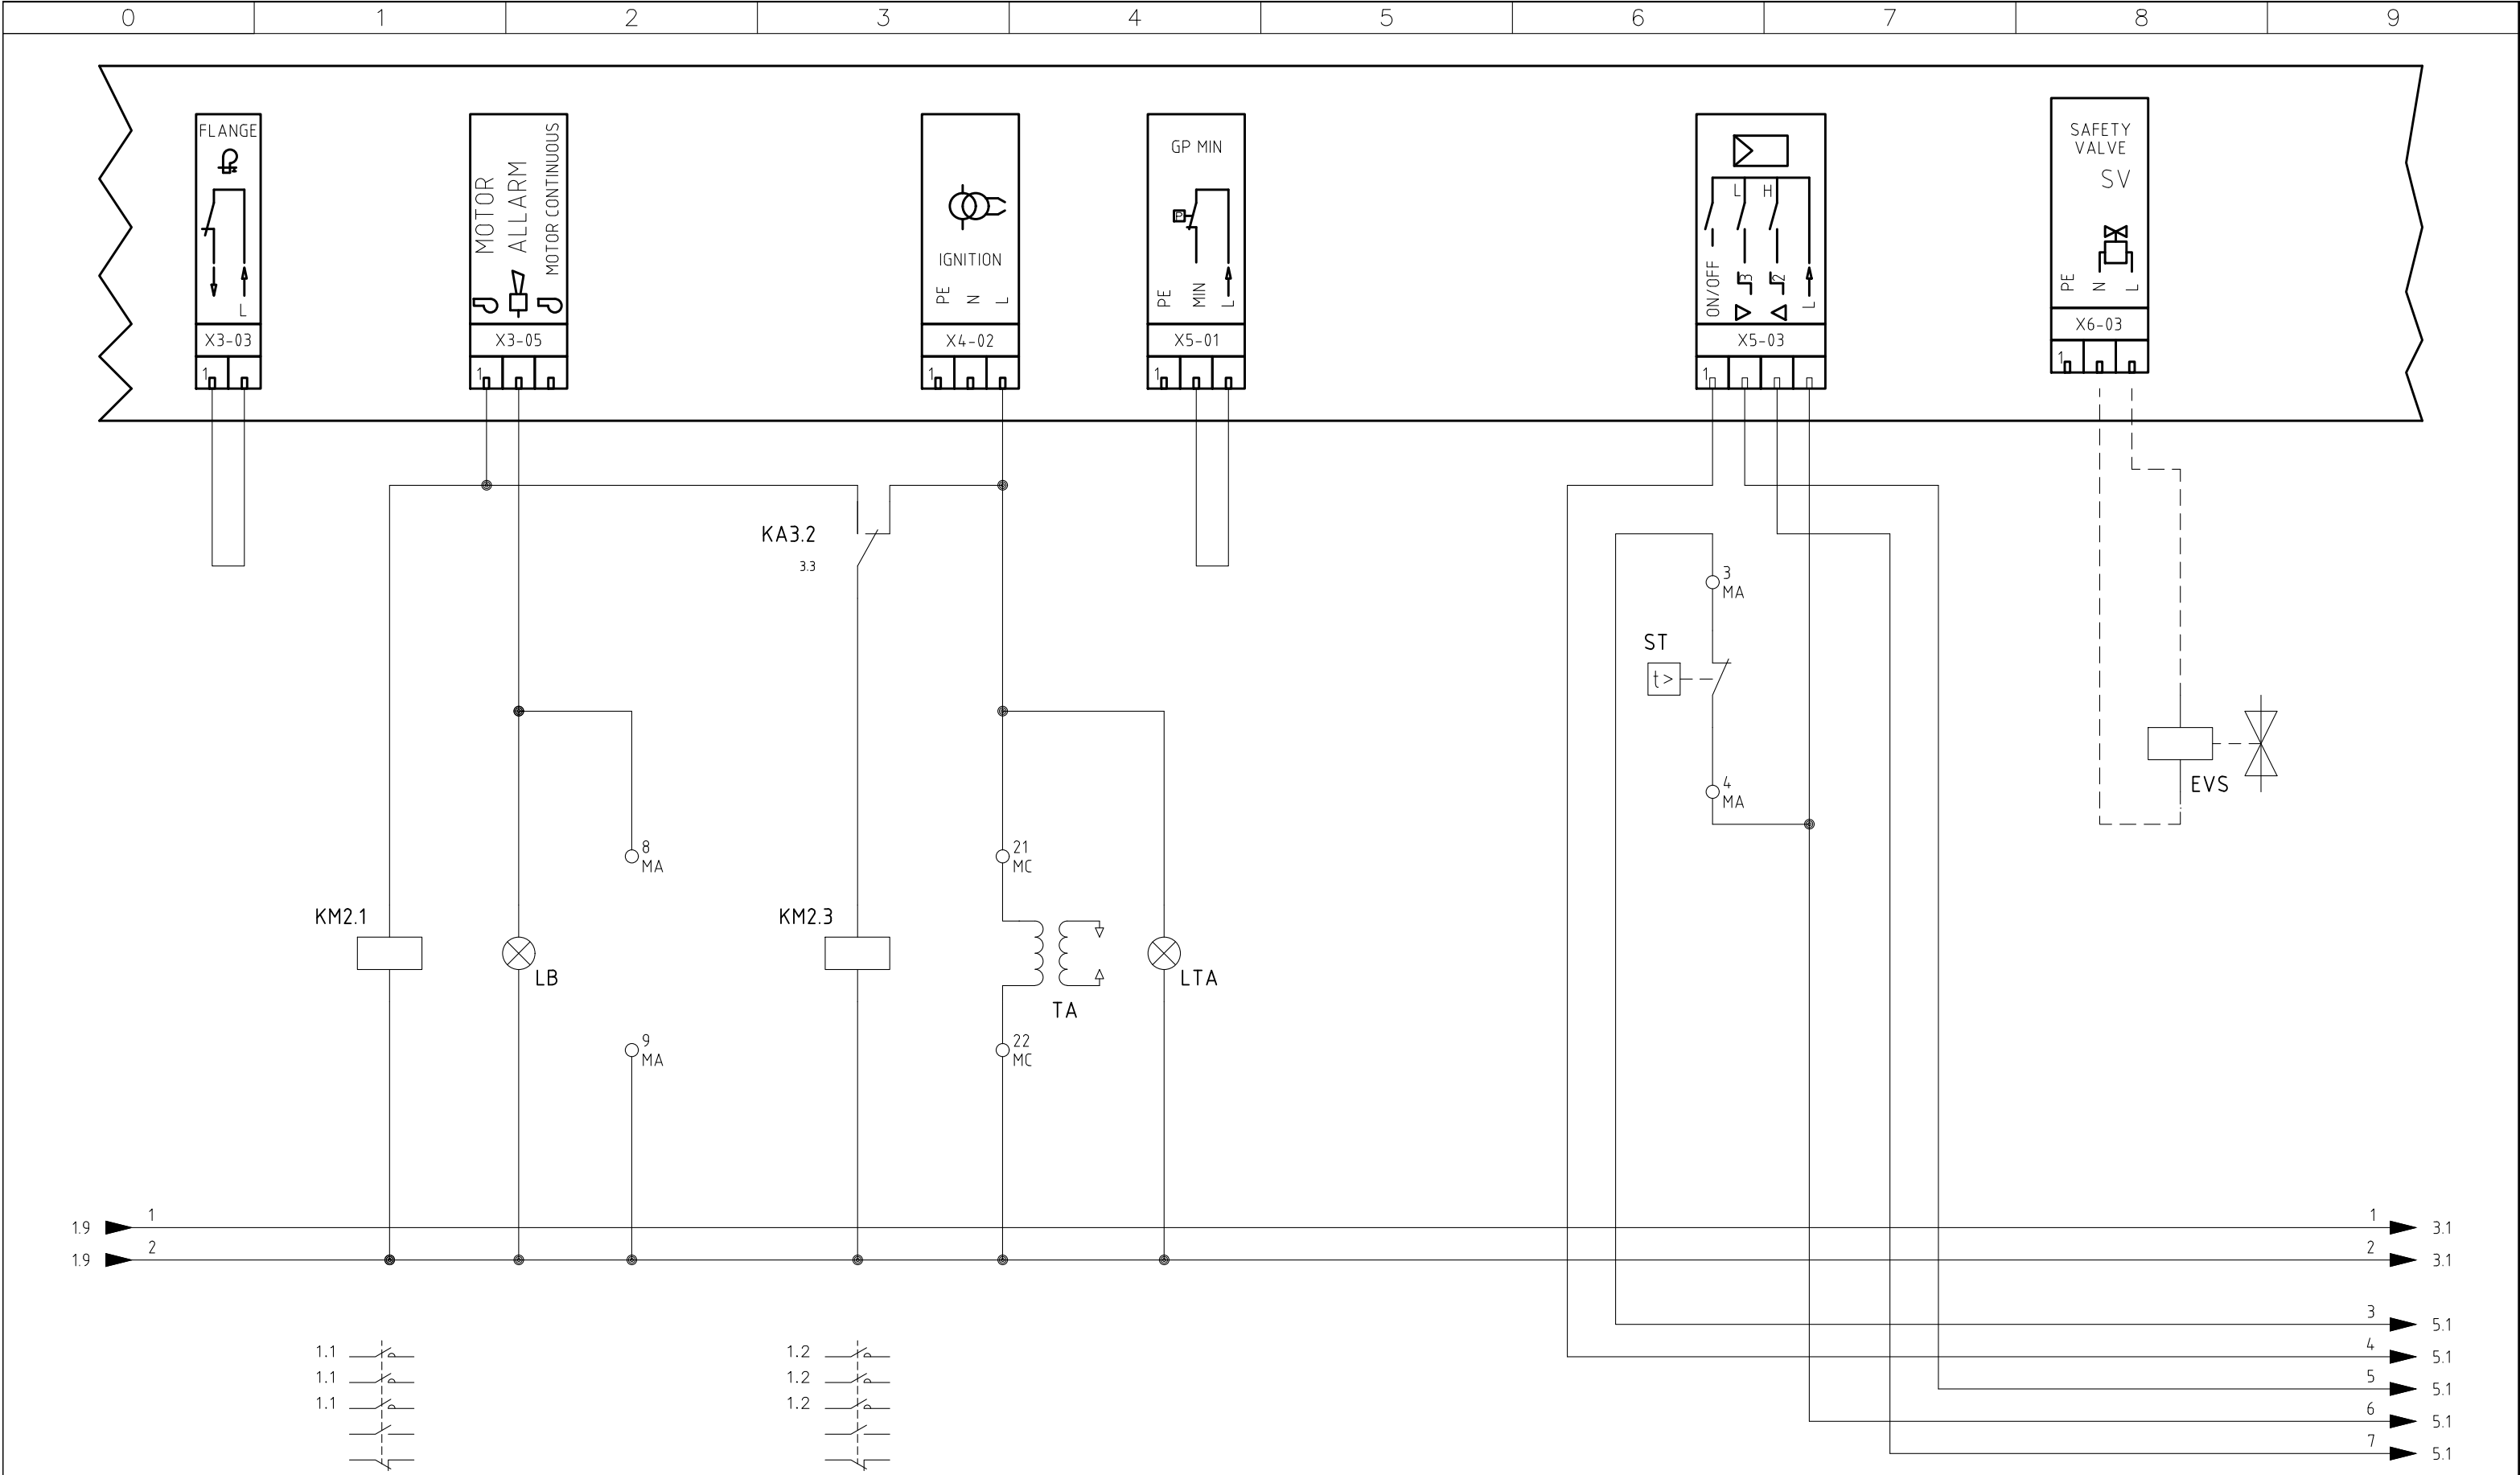 0 1 2 3 4 5 6 7 8 9
FLANGE
L
X3-03
1
MOTOR
ALLARM
MOTOR CONTINUOUS
X3-05
1
IGNITION
PE N L
X4-02
1
GP MIN
P
PE MIN L
X5-01
1
L H
ON/OFF 3 2 L
X5-03
1
SAFETY
VALVE
SV
PE N L
X6-03
1
KA3.2
3.3
3
MA
ST
t>
4
MA
EVS
8
MA
21
MC
KM2.1
LB
KM2.3
TA
LTA
9
MA
22
MC
1.9 1 1 3.1
1.9 2 2 3.1
3 5.1
4 5.1
5 5.1
6 5.1
7 5.1
1.1
1.1
1.1
1.2
1.2
1.2